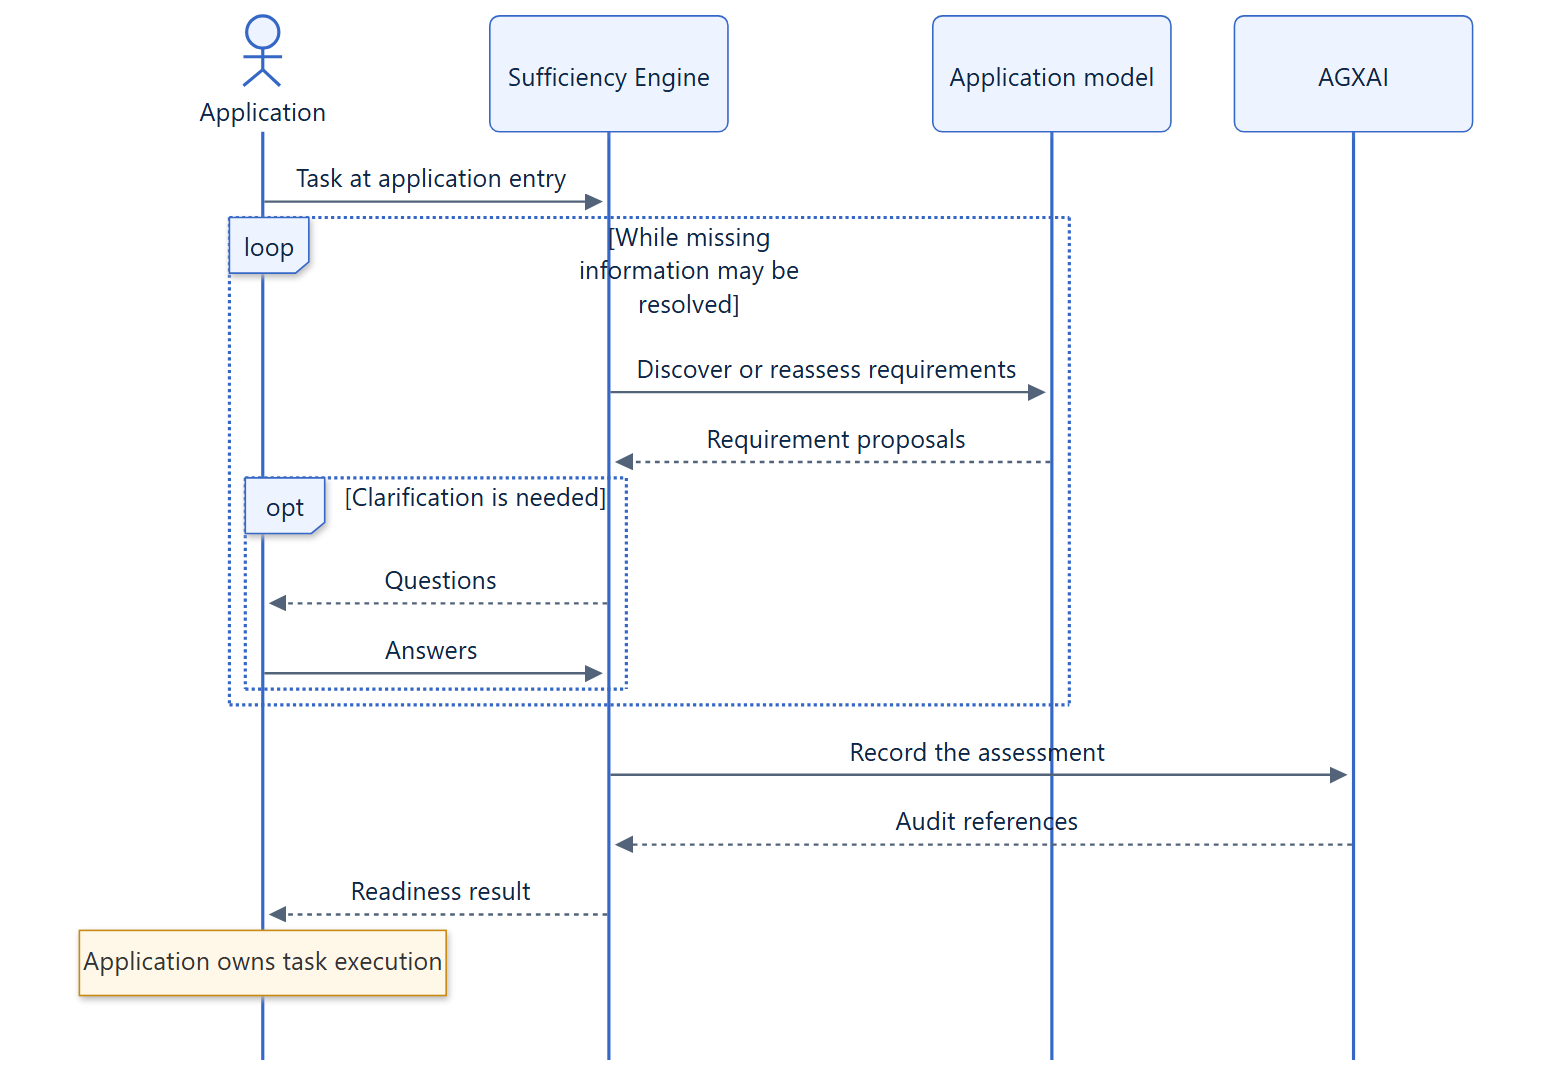 Application
Sufficiency Engine
Application model
AGXAI
Task at application entry
loop
[While missing
information may be
resolved]
Discover or reassess requirements
Requirement proposals
opt
[Clarification is needed]
Questions
Answers
Record the assessment
Audit references
Readiness result
Application owns task execution